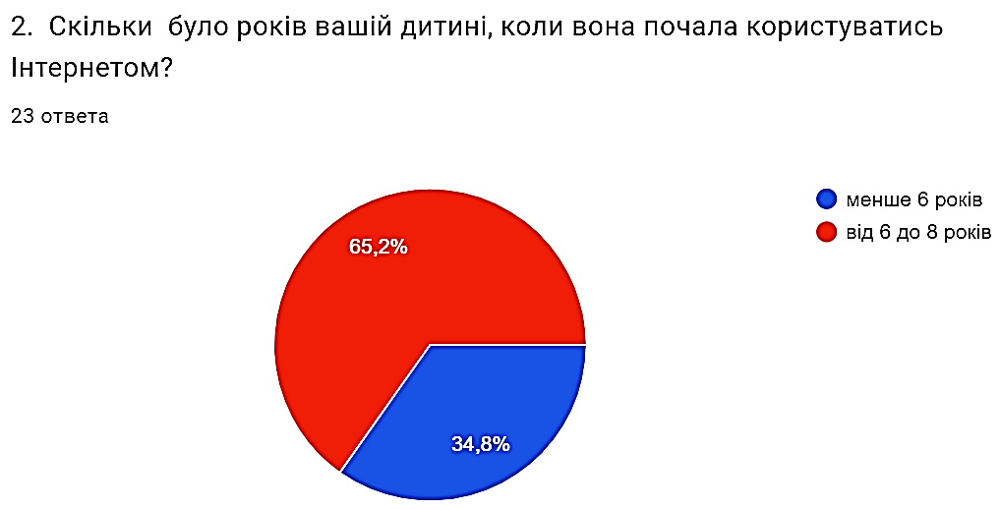 2. Скільки було років вашій дитині, коли вона почала користуватись
Інтернетом?
23 ответа
менше 6 років
від 6 до 8 років
65,2%
34,8%